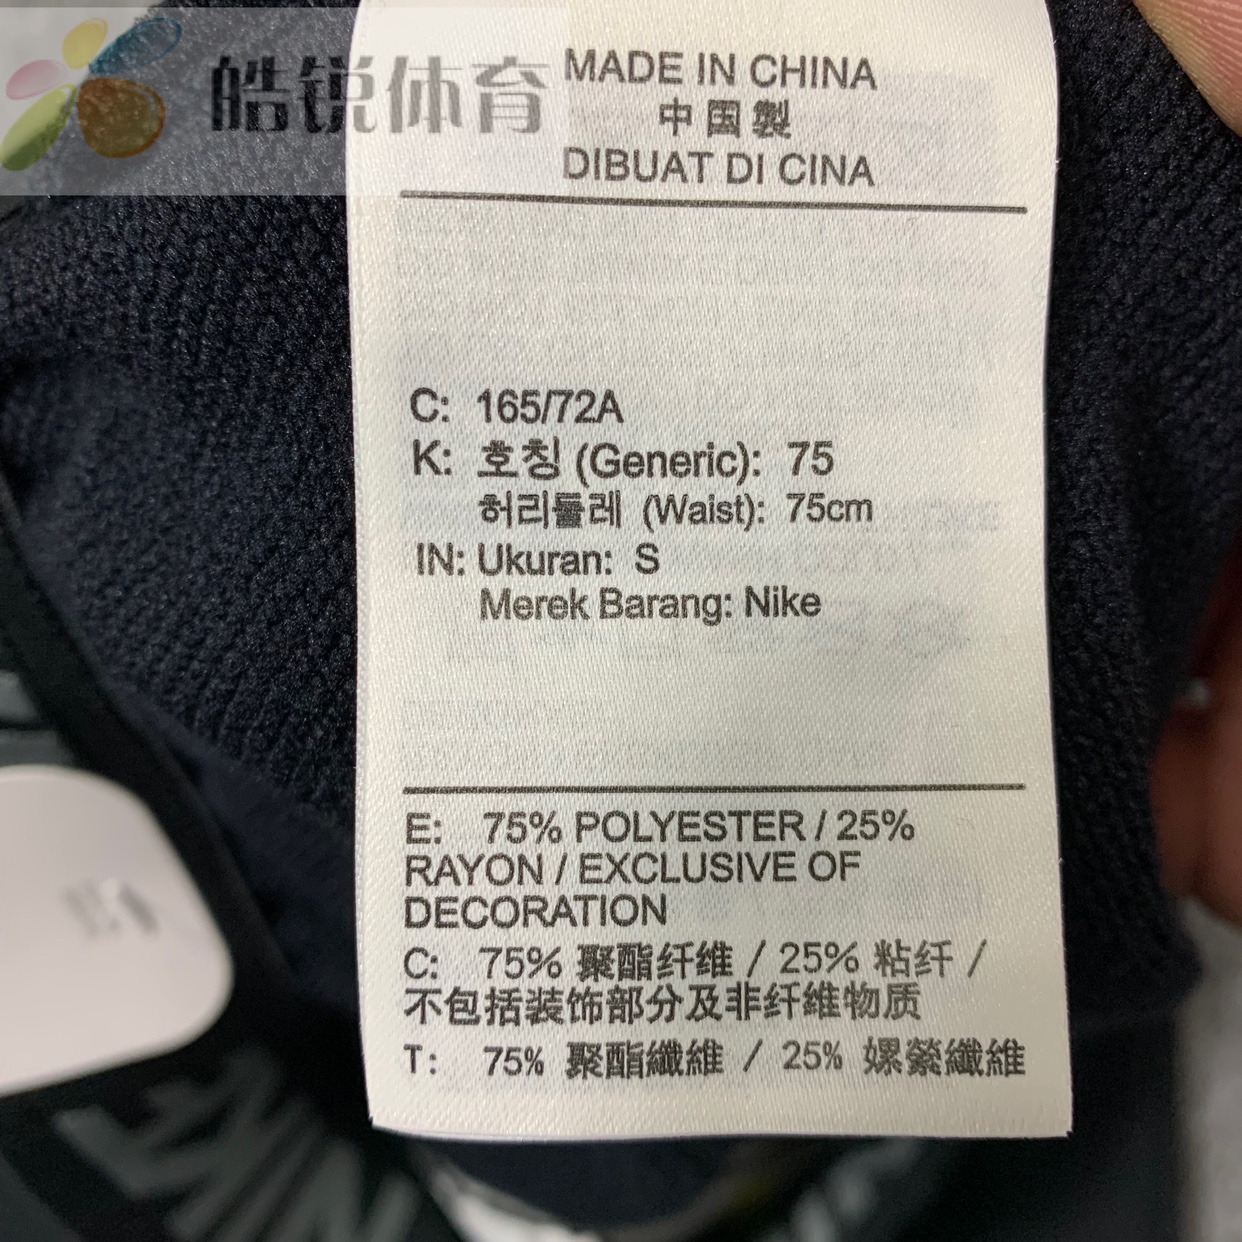 皓锐体育
MADE IN CHINA
中国製
DIBUAT DI CINA
C: 165/72A
K: 호칭 (Generic): 75
허리둘레 (Waist): 75cm
IN: Ukuran: S
Merek Barang: Nike
E: 75% POLYESTER / 25%
RAYON / EXCLUSIVE OF
DECORATION
C: 75% 聚酯纤维 / 25% 粘纤 /
不包括装饰部分及非纤维物质
T: 75% 聚酯纖維 / 25% 嫘縈纖維